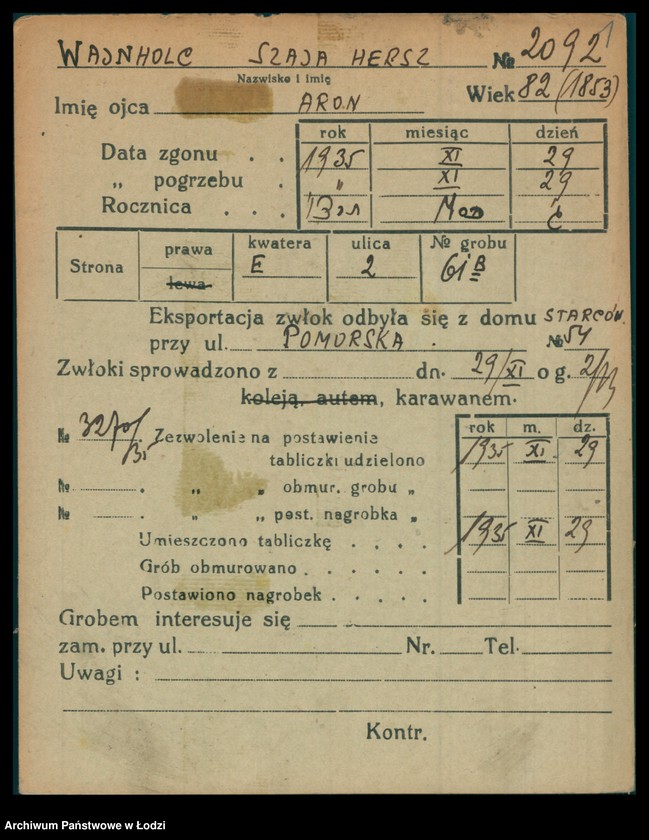 WAJNHOLC SZAJA HERSZ № 2092
Nazwisko i imię
Wiek 82 (1853)
Imię ojca ARON
rok miesiąc dzień
Data zgonu . . 1935 XI 29
„ pogrzebu . „ XI 29
Rocznica . . .
Strona prawa lewa kwatera E ulica 2 № grobu
Eksportacja zwłok odbyła się z domu STARCÓW
przy ul. POMORSKA № 54
Zwłoki sprowadzono z dn. 29/XI o g.
koleją, autem, karawanem.
rok m. dz.
№ Zezwolenie na postawienie
tabliczki udzielono 1935 XI 29
№ . „ „ obmur. grobu „
№ . „ „ post. nagrobka „
Umieszczono tabliczkę . . . . 1935 XI 29
Grób obmurowano . . . . . .
Postawiono nagrobek . . . . .
Grobem interesuje się
zam. przy ul. Nr. Tel.
Uwagi :
Kontr.
Archiwum Państwowe w Łodzi